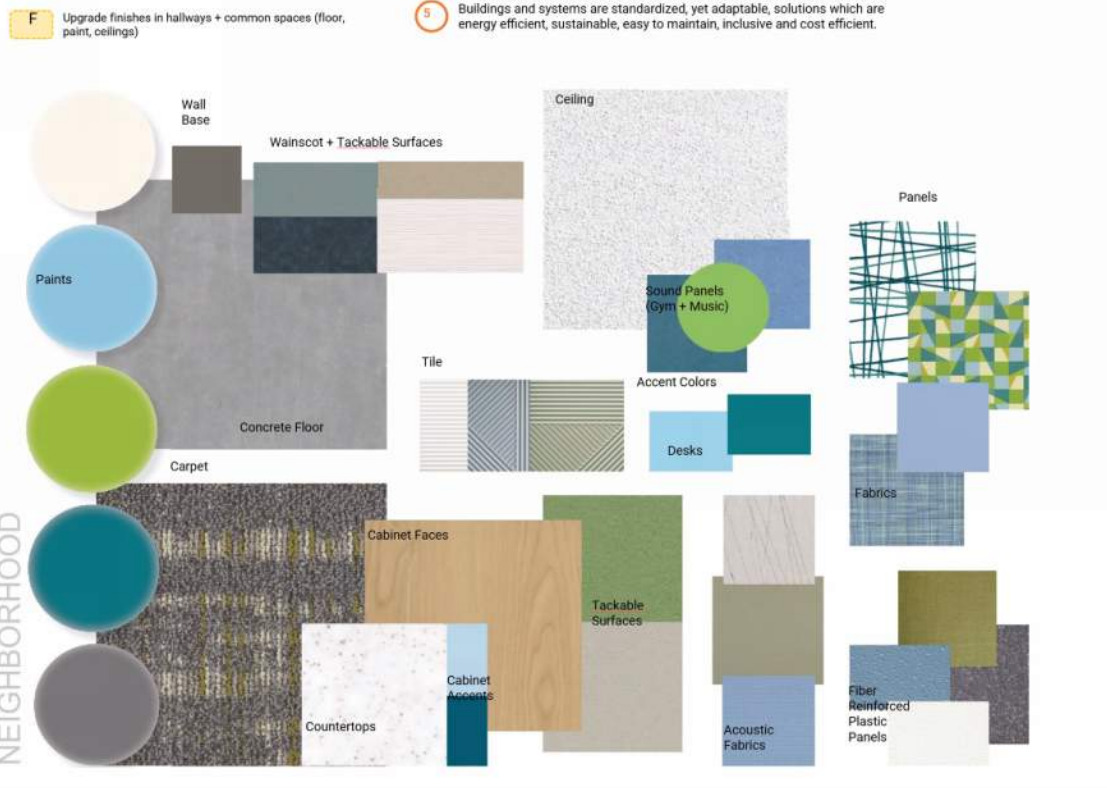 F
Upgrade finishes in hallways + common spaces (floor,
paint, ceilings)
5
Buildings and systems are standardized, yet adaptable, solutions which are
energy efficient, sustainable, easy to maintain, inclusive and cost efficient.
Wall
Base
Wainscot + Tackable Surfaces
Ceiling
Panels
Paints
Sound Panels
(Gym + Music)
Tile
Accent Colors
Concrete Floor
Desks
Carpet
Fabrics
Cabinet Faces
Tackable
Surfaces
Cabinet
Accents
Countertops
Acoustic
Fabrics
Fiber
Reinforced
Plastic
Panels
NEIGHBORHOOD